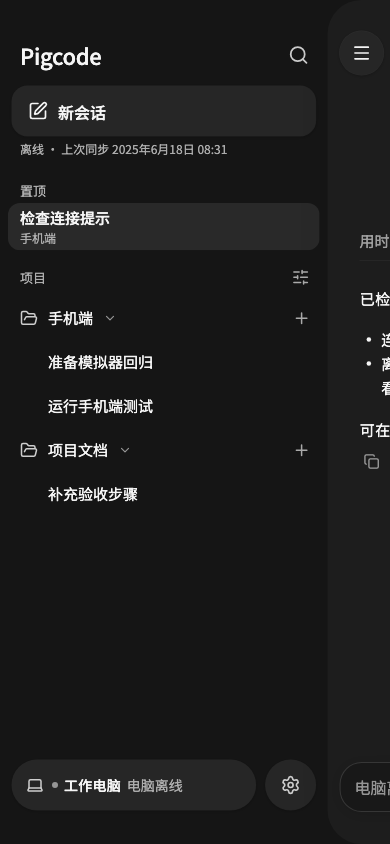 Pigcode
新会话
离线 · 上次同步 2025年6月18日 08:31
置顶
检查连接提示
手机端
项目
手机端
准备模拟器回归
运行手机端测试
项目文档
补充验收步骤
工作电脑 电脑离线
用时
已检
连
离
看
可在
电脑